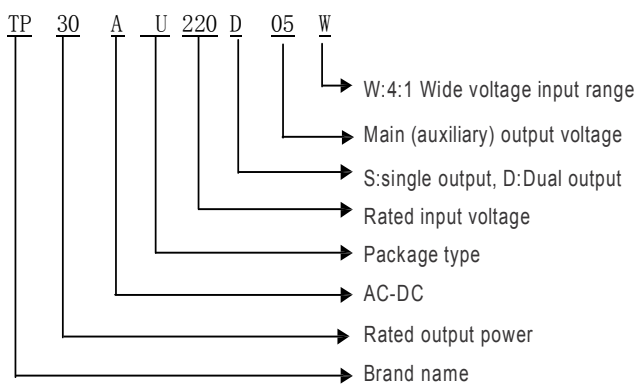 TP 30 A U 220 D 05 W
W:4:1 Wide voltage input range
Main (auxiliary) output voltage
S:single output, D:Dual output
Rated input voltage
Package type
AC-DC
Rated output power
Brand name